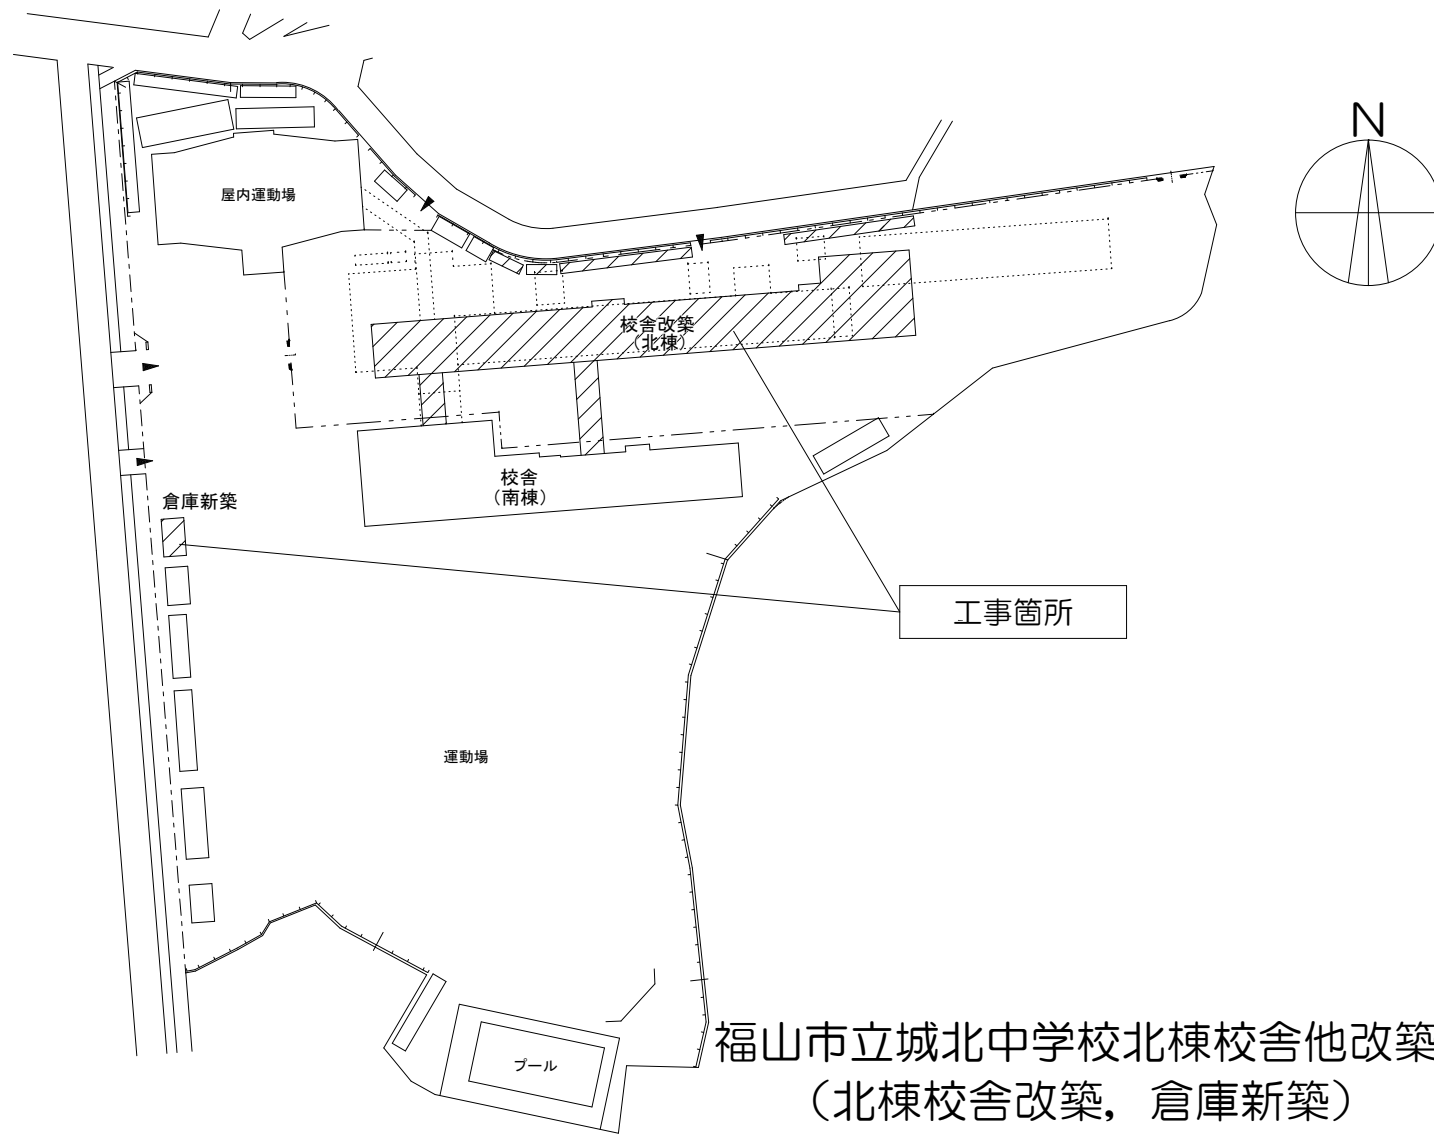 N
屋内運動場
校舎改築
（北棟）
校舎
（南棟）
倉庫新築
工事箇所
運動場
プール
福山市立城北中学校北棟校舎他改築
（北棟校舎改築，倉庫新築）